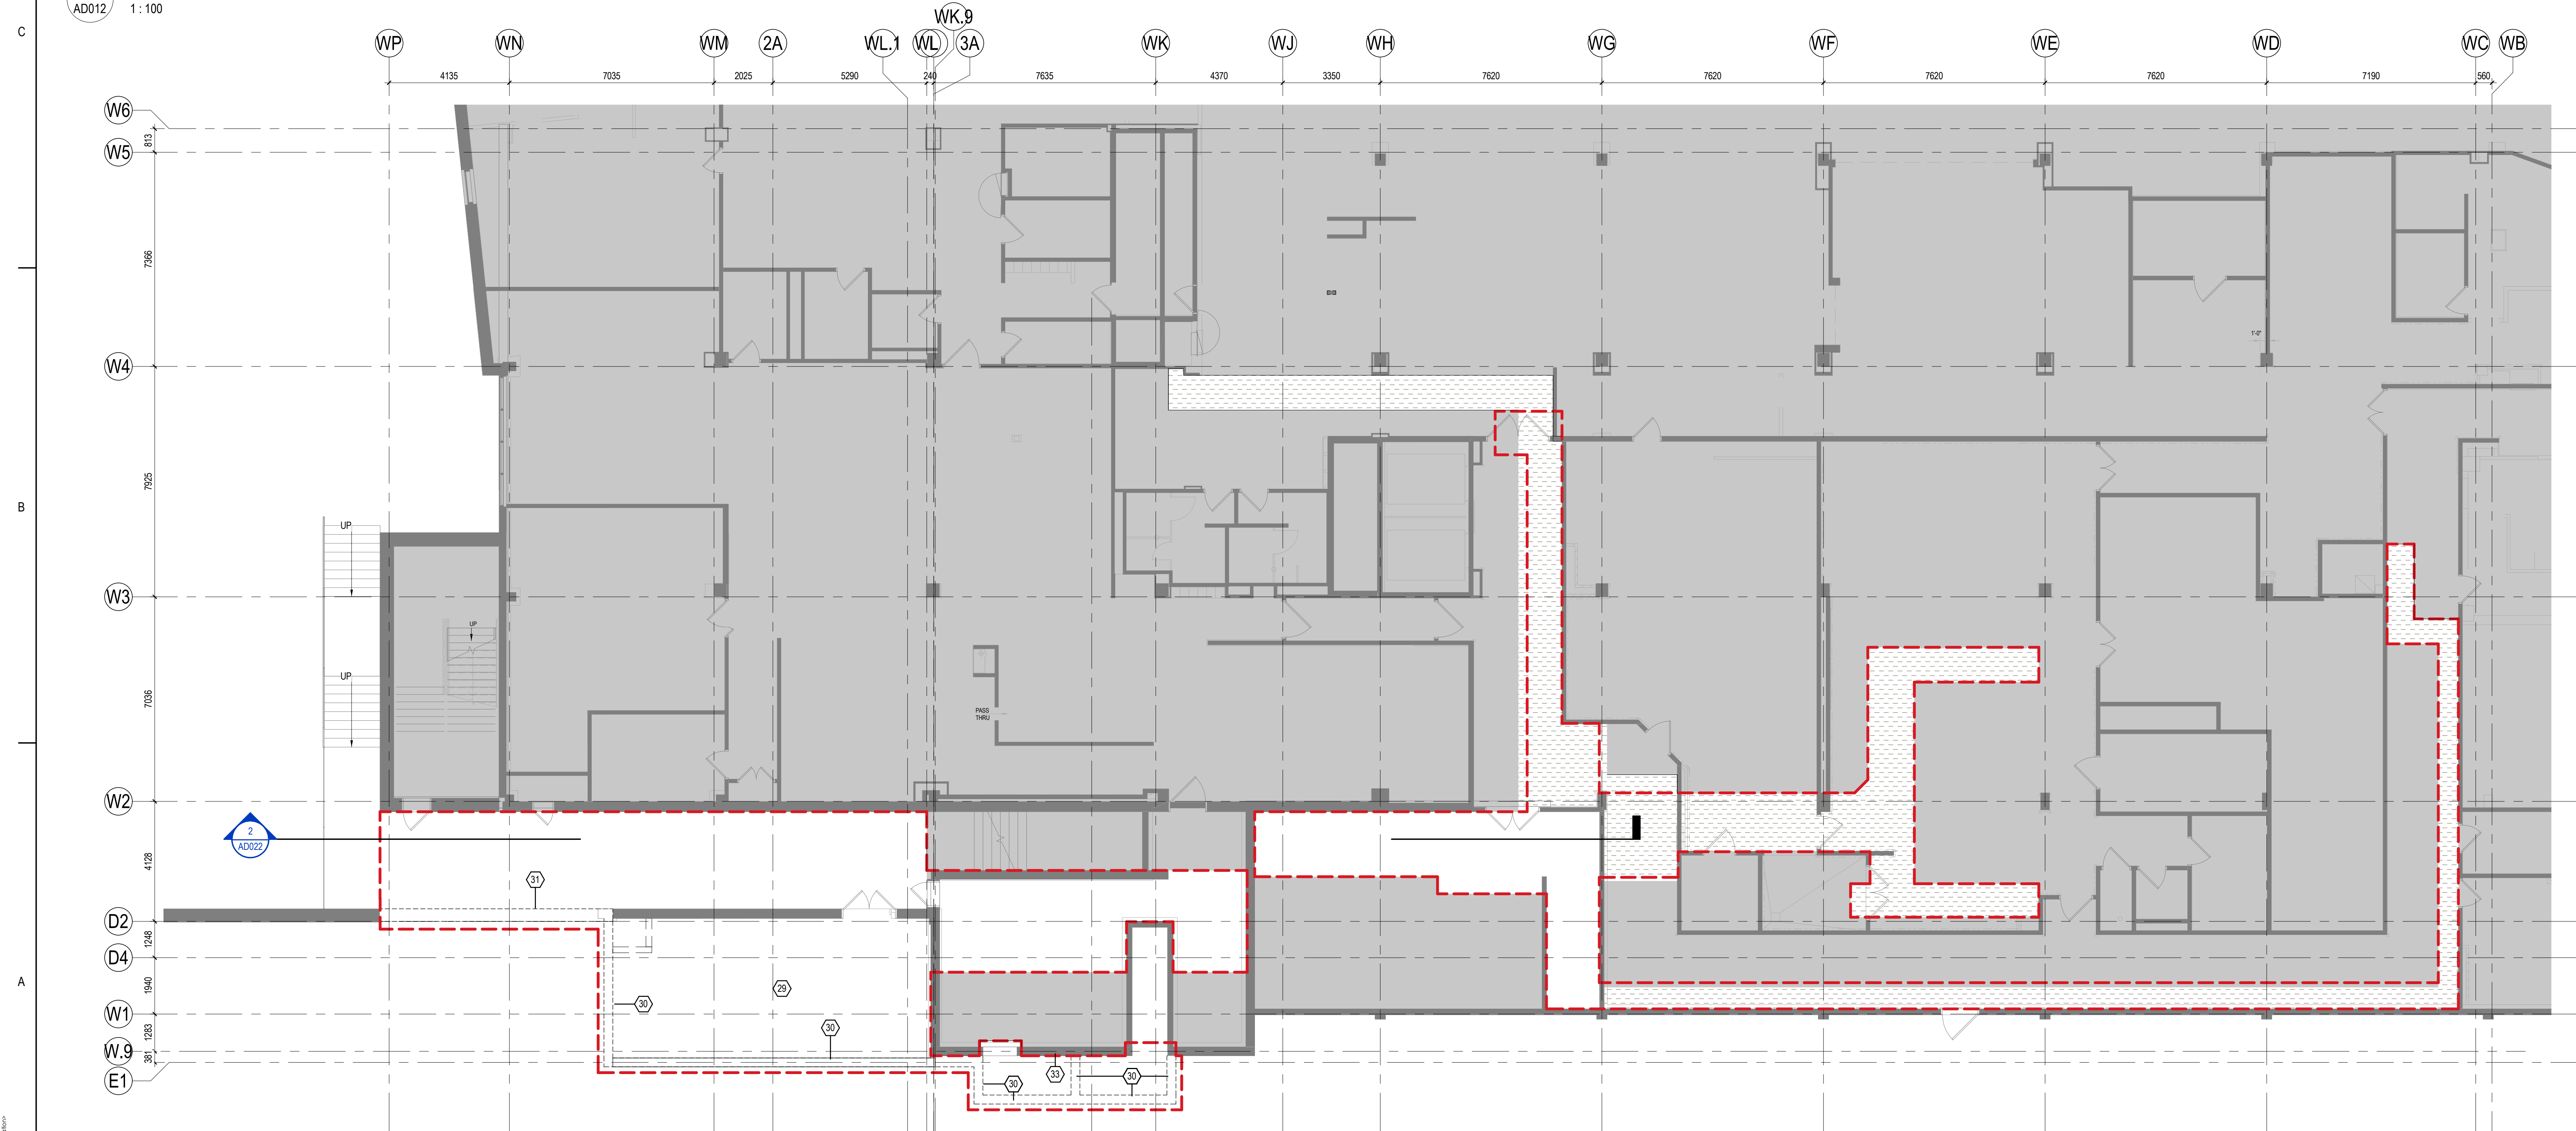 AD012
1 : 100
C
WK.9
WP
WN
WM
2A
WL.1
WL
3A
WK
WJ
WH
WG
WF
WE
WD
WC
WB
4135
7035
2025
5290
240
7635
4370
3350
7620
7620
7620
7620
7190
560
W6
813
W5
7366
1'-0"
W4
7925
B
UP
W3
UP
UP
7036
PASS
THRU
W2
2
AD022
4128
31
D2
1248
D4
1940
A
29
30
W1
1283
30
W.9
381
E1
30
33
30